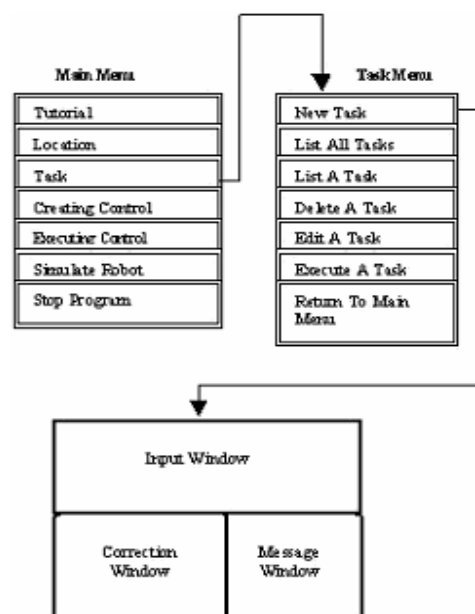 Main Menu
Tutorial
Location
Task
Creating Control
Executing Control
Simulate Robot
Stop Program
Task Menu
New Task
List All Tasks
List A Task
Delete A Task
Edit A Task
Execute A Task
Return To Main
Menu
Input Window
Correction
Window
Message
Window